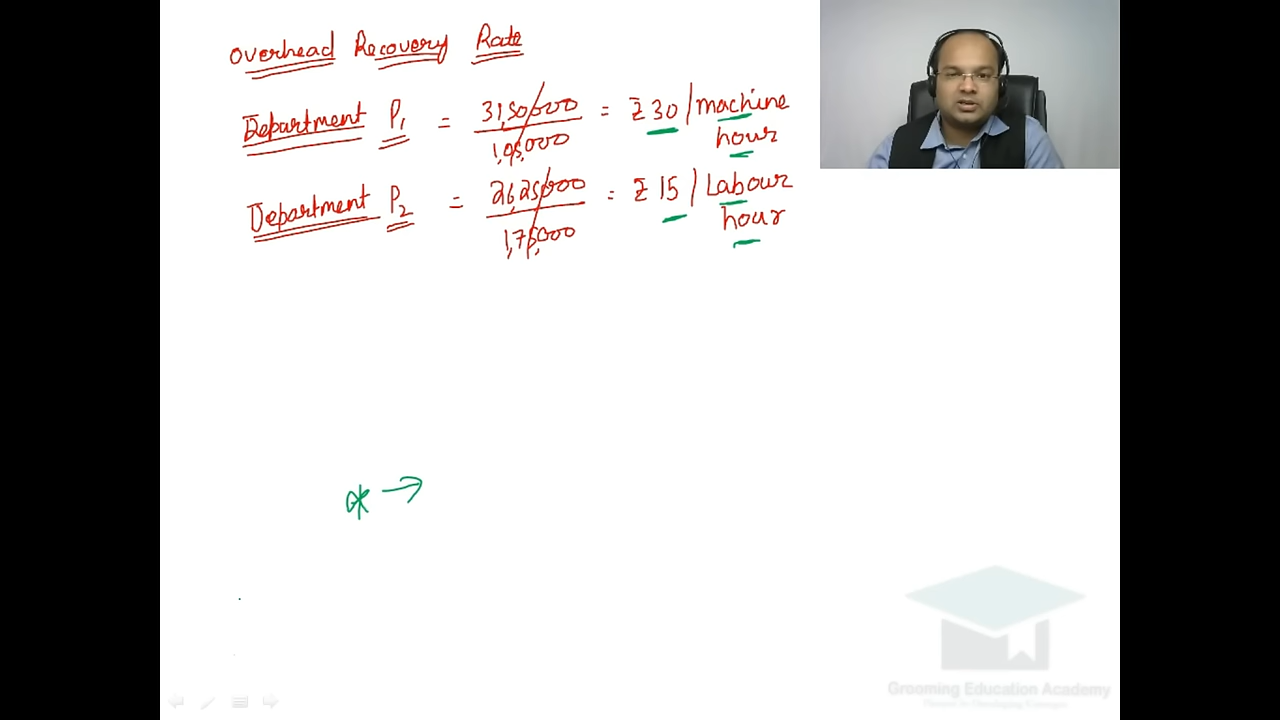 Overhead Recovery Rate
Department P1 = 31,50,000 / 1,05,000 = ₹ 30 / machine hour
Department P2 = 26,25,000 / 1,75,000 = ₹ 15 / Labour hour
* →
Grooming Education Academy